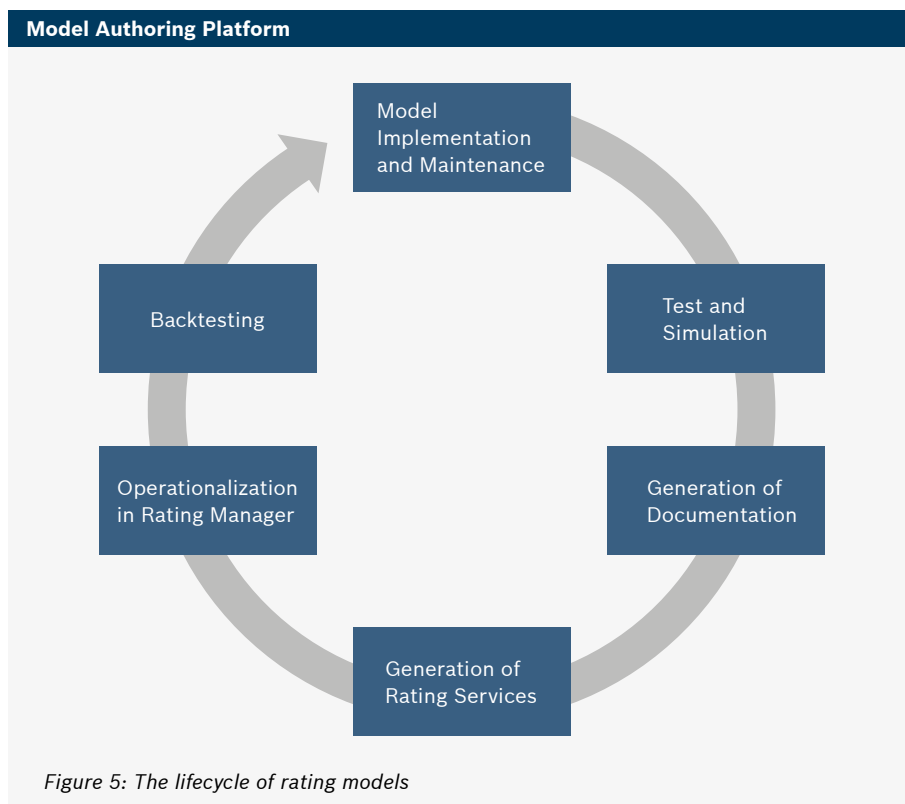 Model Authoring Platform
Model
Implementation
and Maintenance
Test and
Simulation
Generation of
Documentation
Generation of
Rating Services
Operationalization
in Rating Manager
Backtesting
Figure 5: The lifecycle of rating models